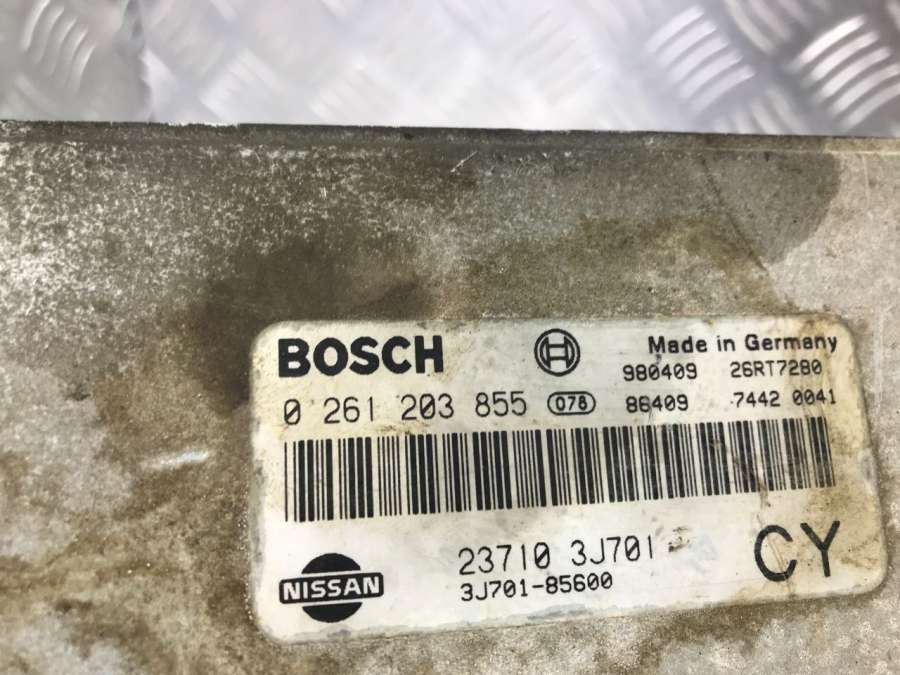 BOSCH
Made in Germany
980409 26RT7280
0 261 203 855 078 86409 7442 0041
23710 3J701
3J701-85600
CY
NISSAN